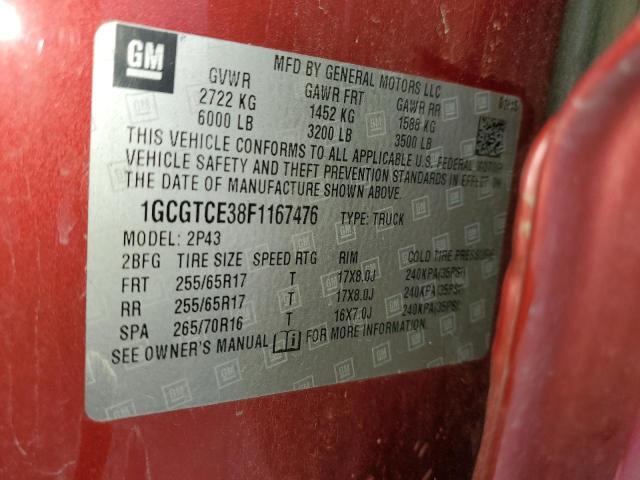 GM
MFD BY GENERAL MOTORS LLC
GVWR GAWR FRT GAWR RR
2722 KG 1452 KG 1588 KG
6000 LB 3200 LB 3500 LB
THIS VEHICLE CONFORMS TO ALL APPLICABLE U.S. FEDERAL MOTOR
VEHICLE SAFETY AND THEFT PREVENTION STANDARDS IN EFFECT ON
THE DATE OF MANUFACTURE SHOWN ABOVE.
1GCGTCE38F1167476 TYPE: TRUCK
MODEL: 2P43
2BFG TIRE SIZE SPEED RTG RIM COLD TIRE PRESSURE
FRT 255/65R17 T 17X8.0J 240KPA(35PSI)
RR 255/65R17 T 17X8.0J 240KPA(35PSI)
SPA 265/70R16 T 16X7.0J 240KPA(35PSI)
SEE OWNER'S MANUAL FOR MORE INFORMATION.